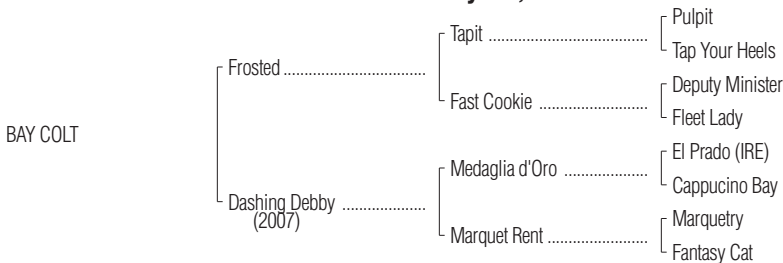 Pulpit
Tapit ........................................
Tap Your Heels
Frosted ....................................
Deputy Minister
Fast Cookie ...........................
Fleet Lady
BAY COLT
El Prado (IRE)
Medaglia d'Oro .....................
Cappucino Bay
Dashing Debby .....................
(2007)
Marquetry
Marquet Rent .........................
Fantasy Cat